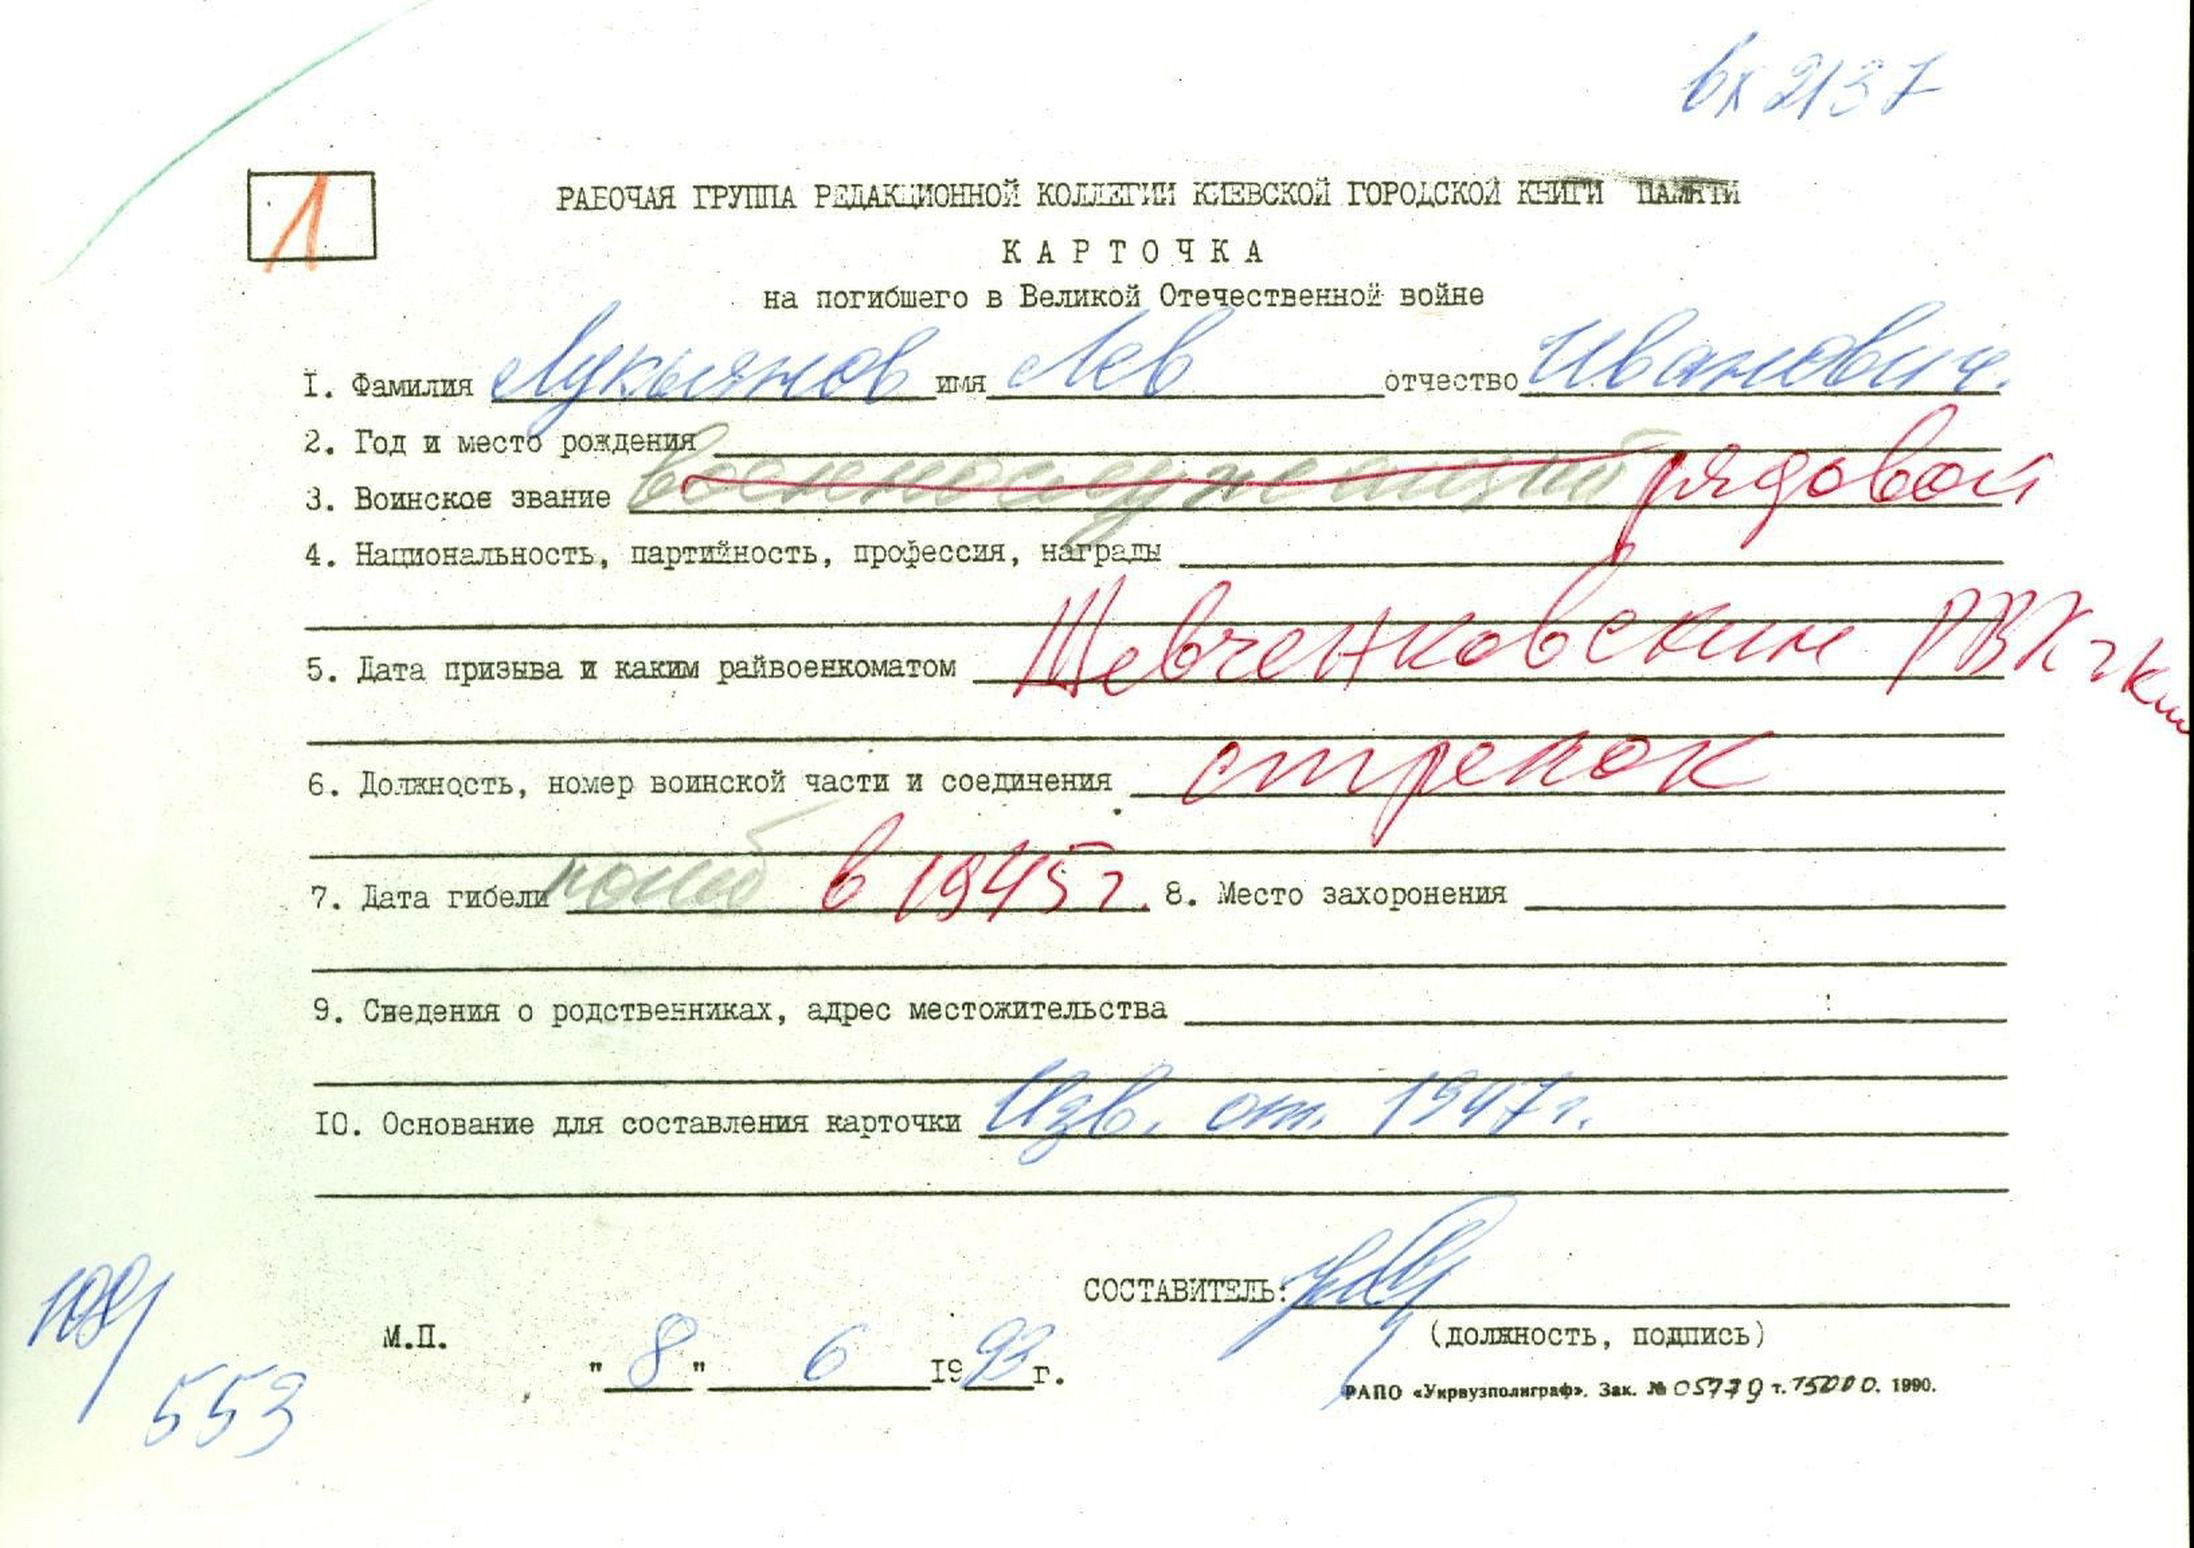 вх 2137
1
РАБОЧАЯ ГРУППА РЕДАКЦИОННОЙ КОЛЛЕГИИ КИЕВСКОЙ ГОРОДСКОЙ КНИГИ ПАМЯТИ
КАРТОЧКА
на погибшего в Великой Отечественной войне
1. Фамилия Лукьянов имя Лев отчество Иванович.
2. Год и место рождения
3. Воинское звание военнослужащий рядовой
4. Национальность, партийность, профессия, награды
5. Дата призыва и каким райвоенкоматом Шевченковским РВК г.
6. Должность, номер воинской части и соединения стрелок
7. Дата гибели погиб в 1945 г. 8. Место захоронения
9. Сведения о родственниках, адрес местожительства
10. Основание для составления карточки Изв. от 1947 г.
СОСТАВИТЕЛЬ:
(должность, подпись)
М.П.
"8" 6 1993 г.
РАПО «Укрвузполиграф». Зак. № 05779 т. 15000. 1990.
553